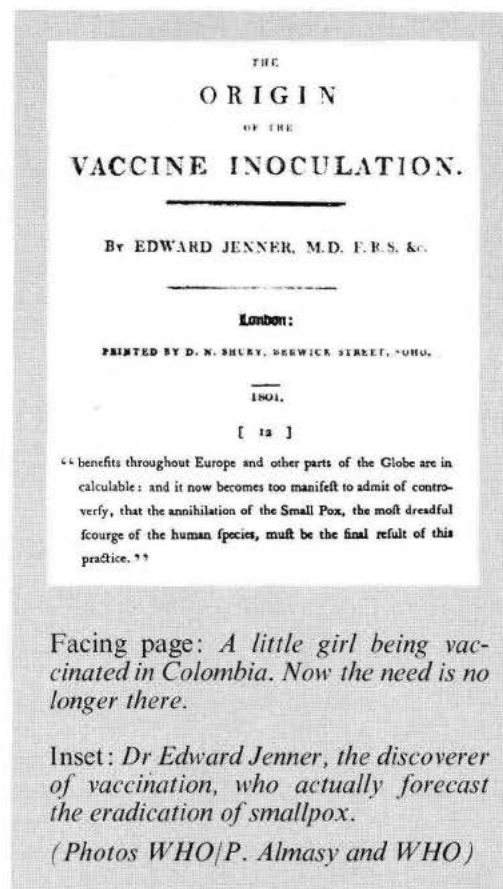 THE
ORIGIN
OF THE
VACCINE INOCULATION.
By EDWARD JENNER, M.D. F.R.S. &c.
London:
PRINTED BY D. N. SHURY, BERWICK STREET, SOHO.
1801.
[ 12 ]
“ benefits throughout Europe and other parts of the Globe are in
calculable : and it now becomes too manifeſt to admit of contro-
verſy, that the annihilation of the Small Pox, the moſt dreadful
ſcourge of the human ſpecies, muſt be the final reſult of this
practice. ”
Facing page: A little girl being vac-
cinated in Colombia. Now the need is no
longer there.
Inset: Dr Edward Jenner, the discoverer
of vaccination, who actually forecast
the eradication of smallpox.
(Photos WHO/P. Almasy and WHO)